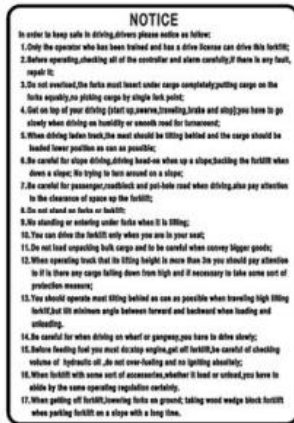 NOTICE
In order to keep safe in driving,drivers please notice as follow:
1.Only the operator who has been trained and has a drive license can drive this forklift;
2.Before operating,checking all of the controller and alarm carefully,if there is any fault,
repair it;
3.Do not overload,the forks must insert under cargo completely;putting cargo on the
forks equably,no picking cargo by single fork point;
4.Get on top of your driving (start up,swerve,traveling,brake and stop);you have to go
slowly when driving on humidity or smooth road for turnaround;
5.When driving laden truck,the mast should be tilting behind and the cargo should be
loaded lower position as can as possible;
6.Be careful for slope driving,driving head-on when up a slope;backing the forklift when
down a slope; No trying to turn around on a slope;
7.Be careful for passenger,roadblock and pot-hole road when driving,also pay attention
to the clearance of space up the forklift;
8.Do not stand on forks or forklift;
9.No standing or entering under forks when it is lifting;
10.You can drive the forklift only when you are in your seat;
11.Do not load unpacking bulk cargo and to be careful when convey bigger goods;
12.When operating truck that its lifting height is more than 3m you should pay attention
to if is there any cargo falling down from high and if necessary to take some sort of
protection measure;
13.You should operate most tilting behind as can as possible when traveling high lifting
forklift,but tilt minimum angle between forward and backward when loading and
unloading.
14.Be careful for when driving on wharf or gangway,you have to drive slowly;
15.Before feeding fuel you must do:stop engine,get off forklift,be careful of checking
volume of hydraulic oil ,do not over-fueling and no igniting absolutely;
16.When forklift with some sort of accessories,whether it load or unload,you have to
abide by the same operating regulation certainly.
17.When getting off forklift,lowering forks on ground; taking wood wedge block forklift
when parking forklift on a slope with a long time.